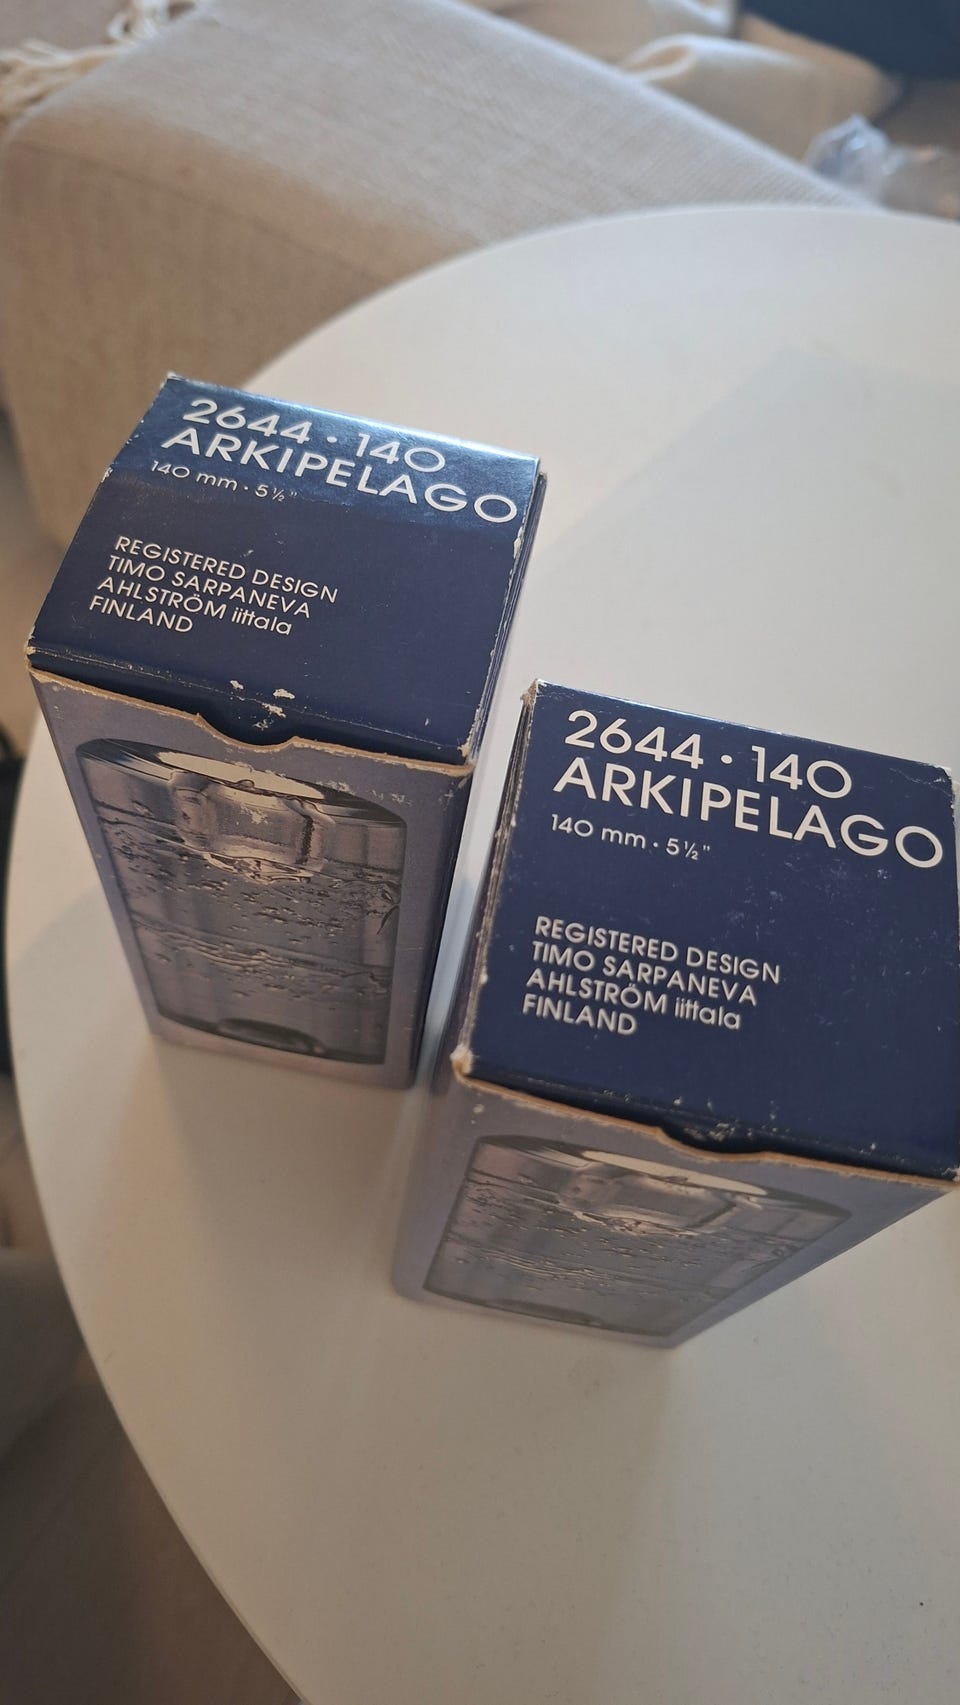 2644 · 140
ARKIPELAGO
140 mm · 5½"
REGISTERED DESIGN
TIMO SARPANEVA
AHLSTRÖM iittala
FINLAND
2644 · 140
ARKIPELAGO
140 mm · 5½"
REGISTERED DESIGN
TIMO SARPANEVA
AHLSTRÖM iittala
FINLAND